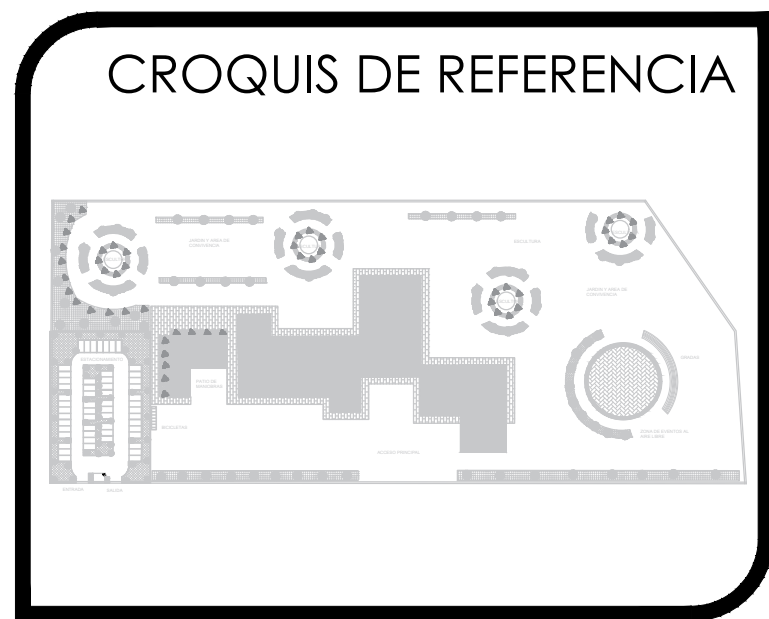 CROQUIS DE REFERENCIA
JARDIN Y AREA DE
CONVIVENCIA
ESCULTURA
JARDIN Y AREA DE
CONVIVENCIA
ESTACIONAMIENTO
GRADAS
PATIO DE
MANIOBRAS
BICICLETAS
ZONA DE EVENTOS AL
AIRE LIBRE
ACCESO PRINCIPAL
ENTRADA
SALIDA